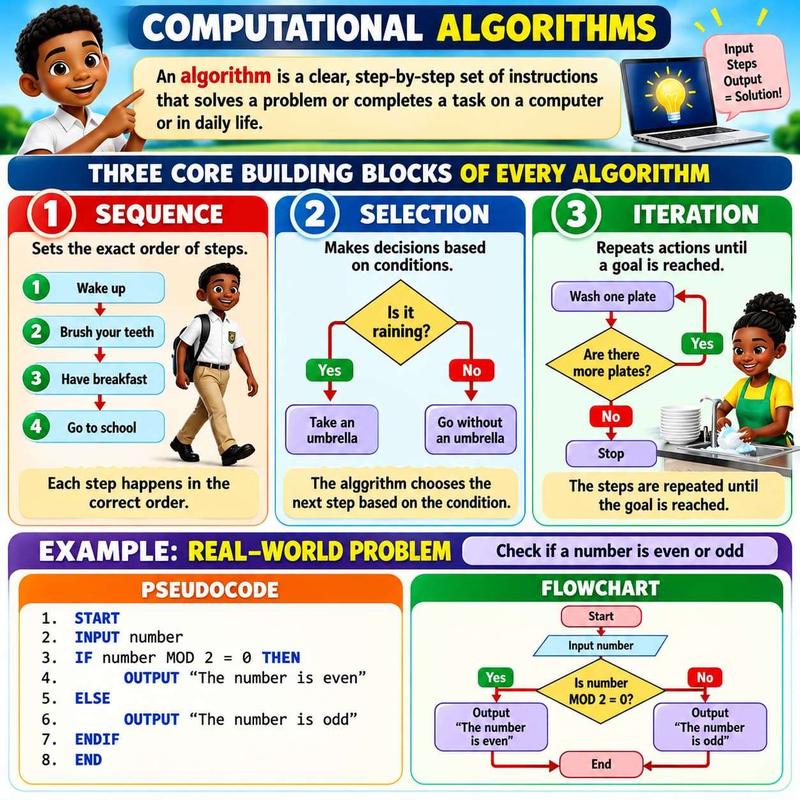 COMPUTATIONAL ALGORITHMS
An algorithm is a clear, step-by-step set of instructions
that solves a problem or completes a task on a computer
or in daily life.
Input
Steps
Output
= Solution!
THREE CORE BUILDING BLOCKS OF EVERY ALGORITHM
1 SEQUENCE
Sets the exact order of steps.
1 Wake up
2 Brush your teeth
3 Have breakfast
4 Go to school
Each step happens in the
correct order.
2 SELECTION
Makes decisions based
on conditions.
Is it
raining?
Yes
No
Take an
umbrella
Go without
an umbrella
The alggrithm chooses the
next step based on the condition.
3 ITERATION
Repeats actions until
a goal is reached.
Wash one plate
Are there
more plates?
Yes
No
Stop
The steps are repeated until
the goal is reached.
EXAMPLE: REAL-WORLD PROBLEM
Check if a number is even or odd
PSEUDOCODE
1. START
2. INPUT number
3. IF number MOD 2 = 0 THEN
4. OUTPUT “The number is even”
5. ELSE
6. OUTPUT “The number is odd”
7. ENDIF
8. END
FLOWCHART
Start
Input number
Is number
MOD 2 = 0?
Yes
No
Output
“The number
is even”
Output
“The number
is odd”
End